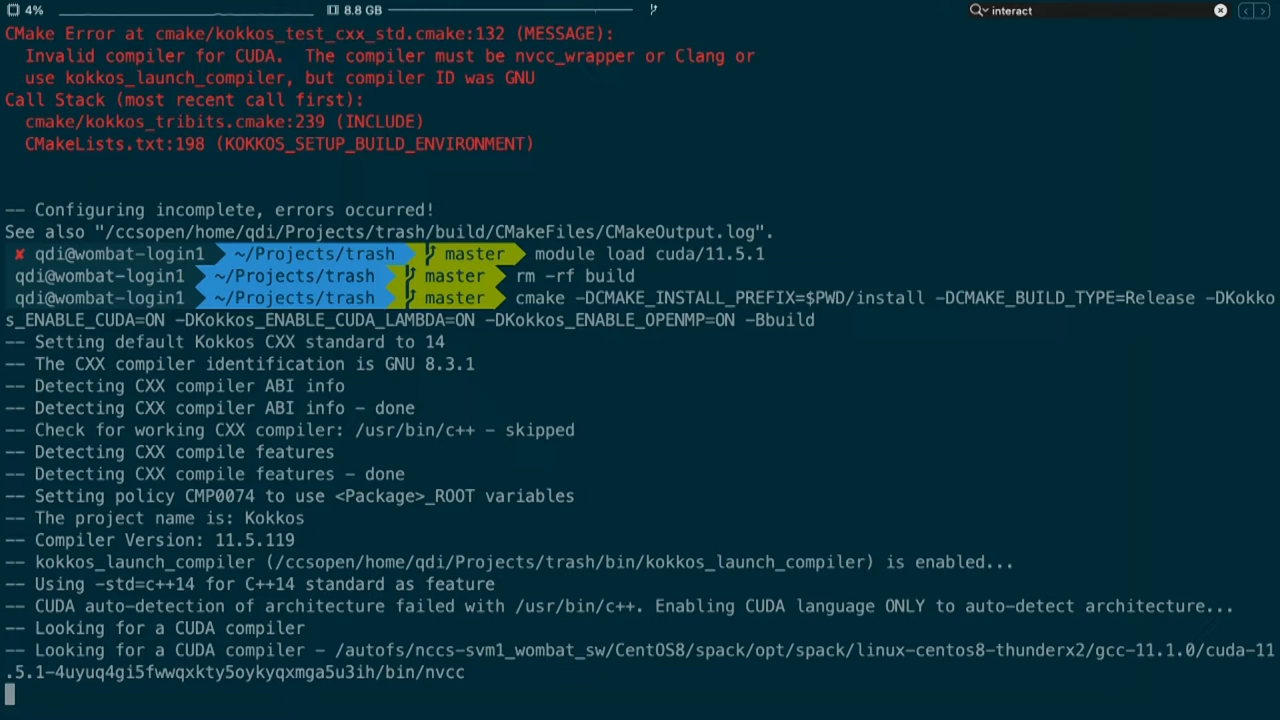 4% 8.8 GB interact
CMake Error at cmake/kokkos_test_cxx_std.cmake:132 (MESSAGE):
Invalid compiler for CUDA.  The compiler must be nvcc_wrapper or Clang or
use kokkos_launch_compiler, but compiler ID was GNU
Call Stack (most recent call first):
cmake/kokkos_tribits.cmake:239 (INCLUDE)
CMakeLists.txt:198 (KOKKOS_SETUP_BUILD_ENVIRONMENT)
-- Configuring incomplete, errors occurred!
See also "/ccsopen/home/qdi/Projects/trash/build/CMakeFiles/CMakeOutput.log".
✘ qdi@wombat-login1 ~/Projects/trash master module load cuda/11.5.1
qdi@wombat-login1 ~/Projects/trash master rm -rf build
qdi@wombat-login1 ~/Projects/trash master cmake -DCMAKE_INSTALL_PREFIX=$PWD/install -DCMAKE_BUILD_TYPE=Release -DKokko
s_ENABLE_CUDA=ON -DKokkos_ENABLE_CUDA_LAMBDA=ON -DKokkos_ENABLE_OPENMP=ON -Bbuild
-- Setting default Kokkos CXX standard to 14
-- The CXX compiler identification is GNU 8.3.1
-- Detecting CXX compiler ABI info
-- Detecting CXX compiler ABI info - done
-- Check for working CXX compiler: /usr/bin/c++ - skipped
-- Detecting CXX compile features
-- Detecting CXX compile features - done
-- Setting policy CMP0074 to use <Package>_ROOT variables
-- The project name is: Kokkos
-- Compiler Version: 11.5.119
-- kokkos_launch_compiler (/ccsopen/home/qdi/Projects/trash/bin/kokkos_launch_compiler) is enabled...
-- Using -std=c++14 for C++14 standard as feature
-- CUDA auto-detection of architecture failed with /usr/bin/c++. Enabling CUDA language ONLY to auto-detect architecture...
-- Looking for a CUDA compiler
-- Looking for a CUDA compiler - /autofs/nccs-svm1_wombat_sw/CentOS8/spack/opt/spack/linux-centos8-thunderx2/gcc-11.1.0/cuda-11
.5.1-4uyuq4gi5fwwqxkty5oykyqxmga5u3ih/bin/nvcc